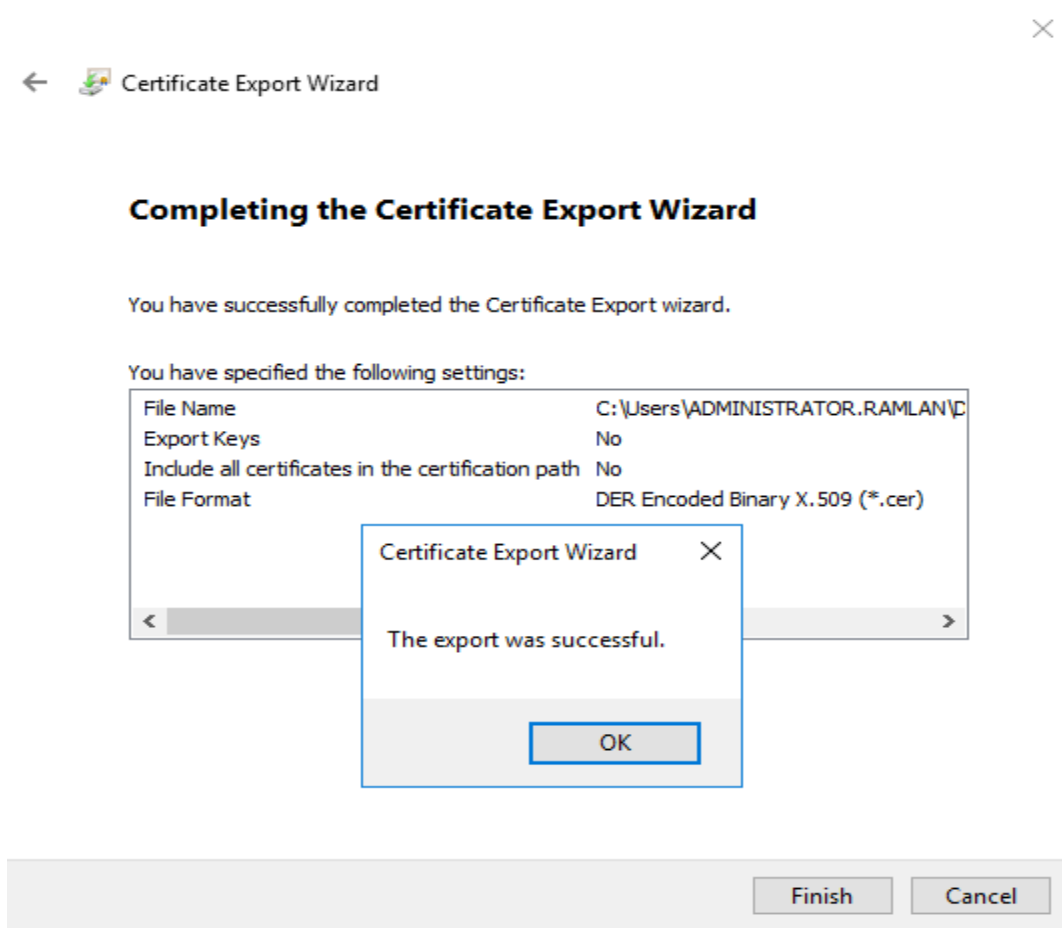 Certificate Export Wizard
Completing the Certificate Export Wizard
You have successfully completed the Certificate Export wizard.
You have specified the following settings:
File Name C:\Users\ADMINISTRATOR.RAMLAN\D
Export Keys No
Include all certificates in the certification path No
File Format DER Encoded Binary X.509 (*.cer)
Certificate Export Wizard
The export was successful.
OK
Finish Cancel